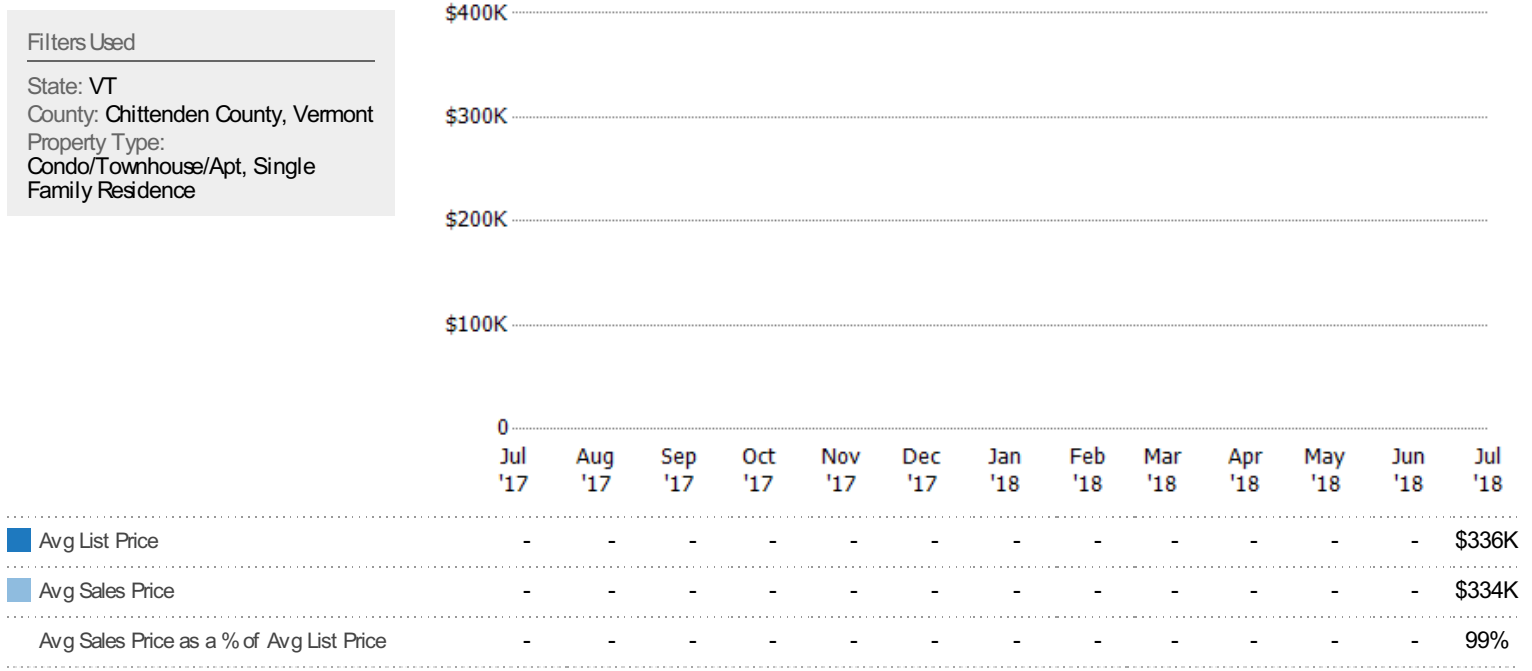 Filters Used
State: VT
County: Chittenden County, Vermont
Property Type:
Condo/Townhouse/Apt, Single
Family Residence
$400K
$300K
$200K
$100K
0
Jul Aug Sep Oct Nov Dec Jan Feb Mar Apr May Jun Jul
'17 '17 '17 '17 '17 '17 '18 '18 '18 '18 '18 '18 '18
Avg List Price - - - - - - - - - - - - $336K
Avg Sales Price - - - - - - - - - - - - $334K
Avg Sales Price as a % of Avg List Price - - - - - - - - - - - - 99%